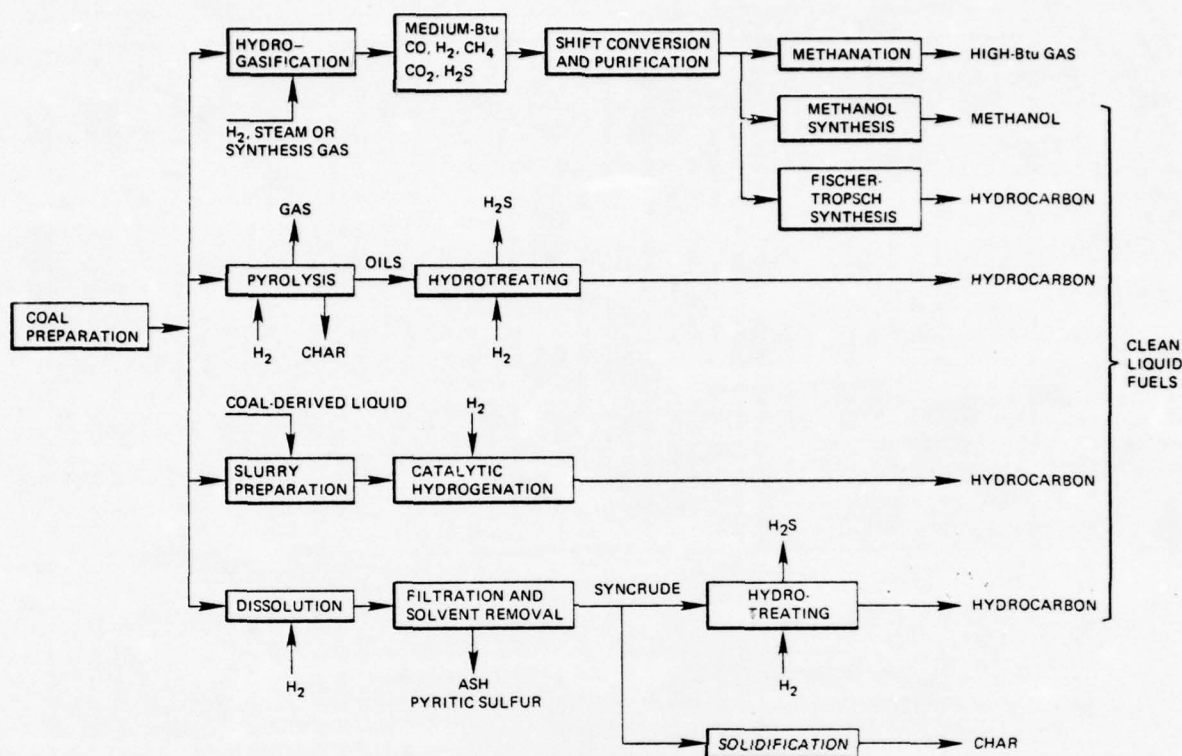 HYDRO-
GASIFICATION
MEDIUM-Btu
CO, H2, CH4
CO2, H2S
SHIFT CONVERSION
AND PURIFICATION
METHANATION
HIGH-Btu GAS
H2, STEAM OR
SYNTHESIS GAS
METHANOL
SYNTHESIS
METHANOL
FISCHER-
TROPSCH
SYNTHESIS
HYDROCARBON
GAS
H2S
PYROLYSIS
OILS
HYDROTREATING
HYDROCARBON
H2
CHAR
H2
COAL
PREPARATION
CLEAN
LIQUID
FUELS
COAL-DERIVED LIQUID
H2
SLURRY
PREPARATION
CATALYTIC
HYDROGENATION
HYDROCARBON
H2S
DISSOLUTION
FILTRATION AND
SOLVENT REMOVAL
SYNCRUDE
HYDRO-
TREATING
HYDROCARBON
H2
ASH
PYRITIC SULFUR
H2
SOLIDIFICATION
CHAR